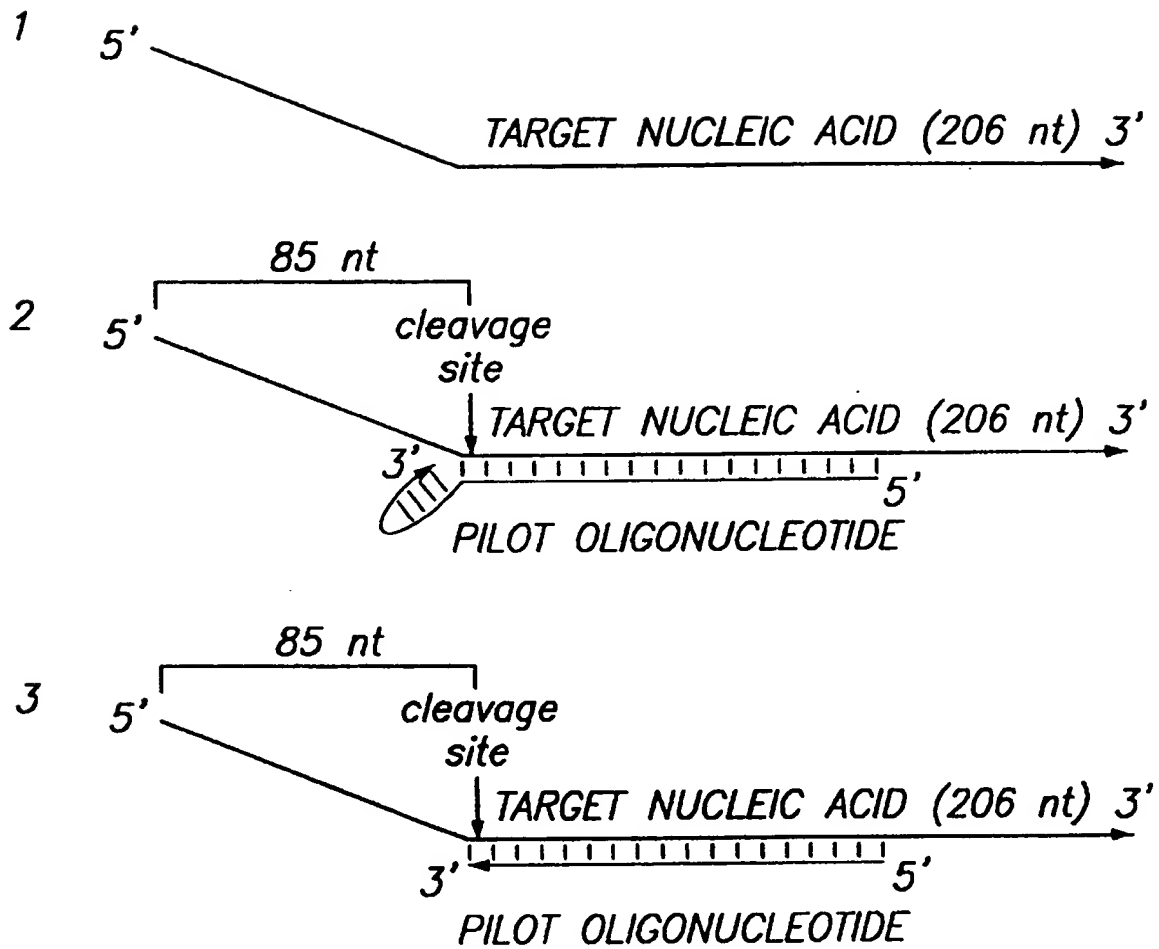 1
5'
TARGET NUCLEIC ACID (206 nt) 3'
2
85 nt
5'
cleavage
site
TARGET NUCLEIC ACID (206 nt) 3'
3'
5'
PILOT OLIGONUCLEOTIDE
3
85 nt
5'
cleavage
site
TARGET NUCLEIC ACID (206 nt) 3'
3'
5'
PILOT OLIGONUCLEOTIDE